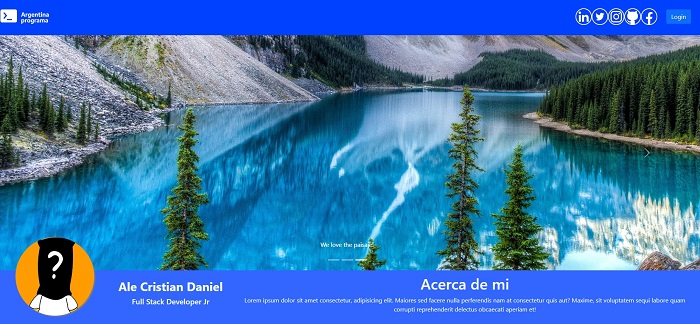 Argentina
programa
Login
We love the paisaje
?
Ale Cristian Daniel
Full Stack Developer Jr
Acerca de mi
Lorem ipsum dolor sit amet consectetur, adipisicing elit. Maiores sed facere nulla perferendis nam at consectetur quis aut? Maxime, sit voluptatem sequi laborum quia
corrupti reprehenderit delectus obcaecati aperiam et!